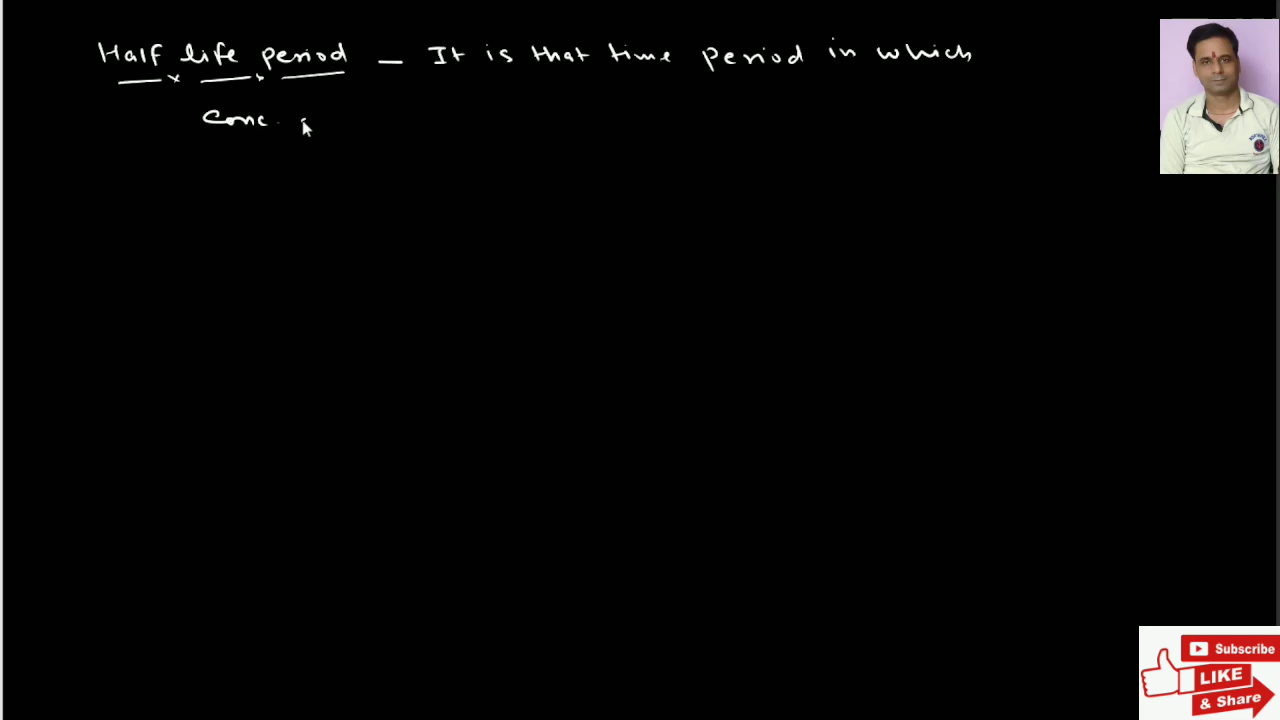 Half life period — It is that time period in which
Conc.
Subscribe
LIKE
& Share